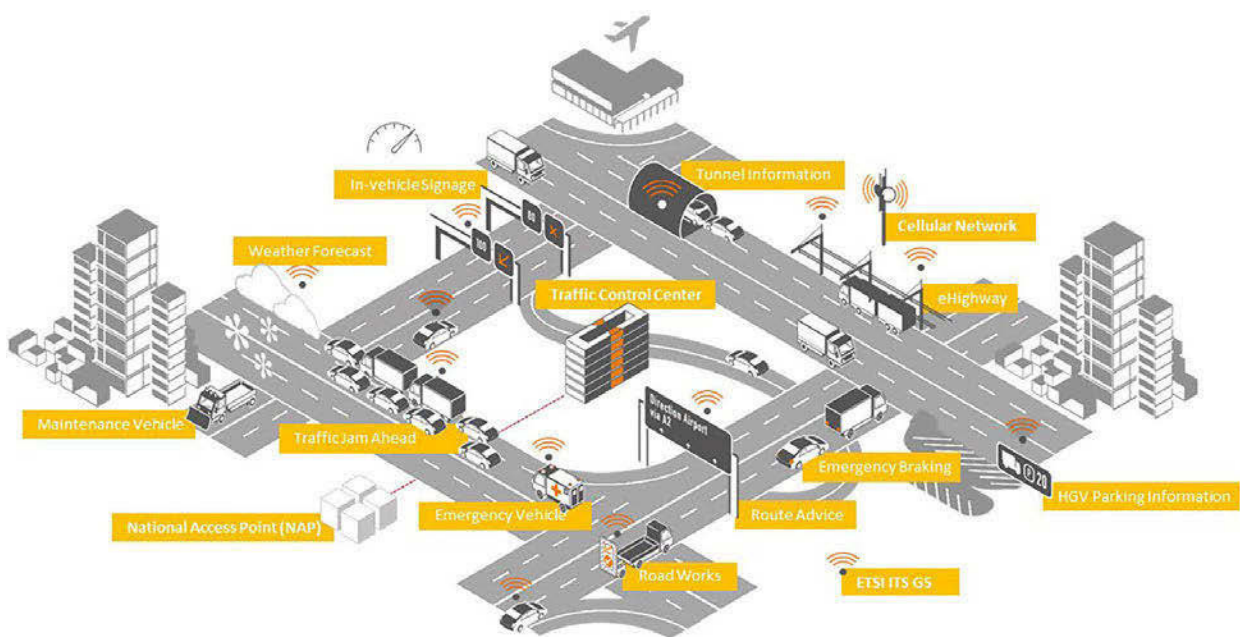 Tunnel Information
In-vehicle Signage
80
Cellular Network
100
Weather Forecast
Traffic Control Center
eHighway
Direction Airport
via A2
Maintenance Vehicle
Traffic Jam Ahead
Emergency Braking
P 20
HGV Parking Information
National Access Point (NAP)
Emergency Vehicle
Route Advice
Road Works
ETSI ITS G5